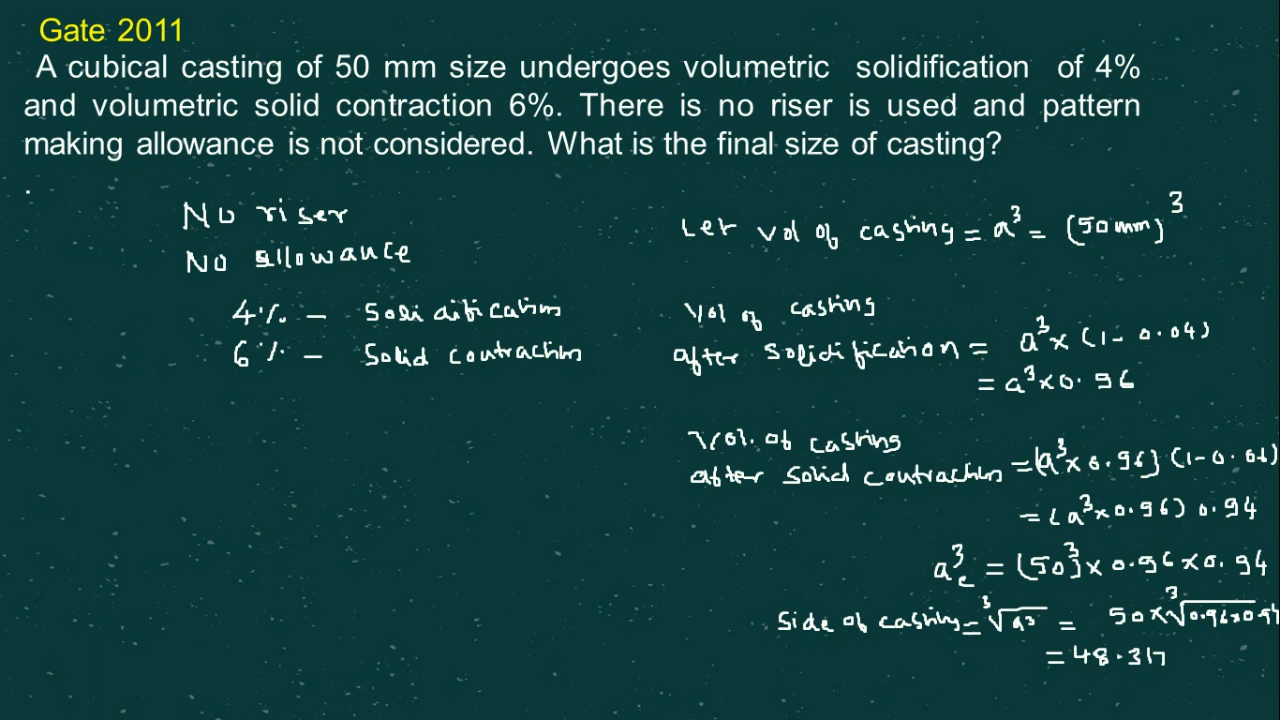 Gate 2011
A cubical casting of 50 mm size undergoes volumetric solidification of 4%
and volumetric solid contraction 6%. There is no riser is used and pattern
making allowance is not considered. What is the final size of casting?
.
No riser
No allowance
4% – Solidification
6% – Solid contraction
Let vol of casting = a³ = (50mm)³
Vol of casting
after solidification = a³ x (1 - 0.04)
= a³ x 0.96
Vol. of casting
after solid contraction = (a³ x 0.96) (1 - 0.06)
= (a³ x 0.96) 0.94
a³c = (50)³ x 0.96 x 0.94
Side of casting = ³√a³ = 50 x ³√0.96x0.94
= 48.317